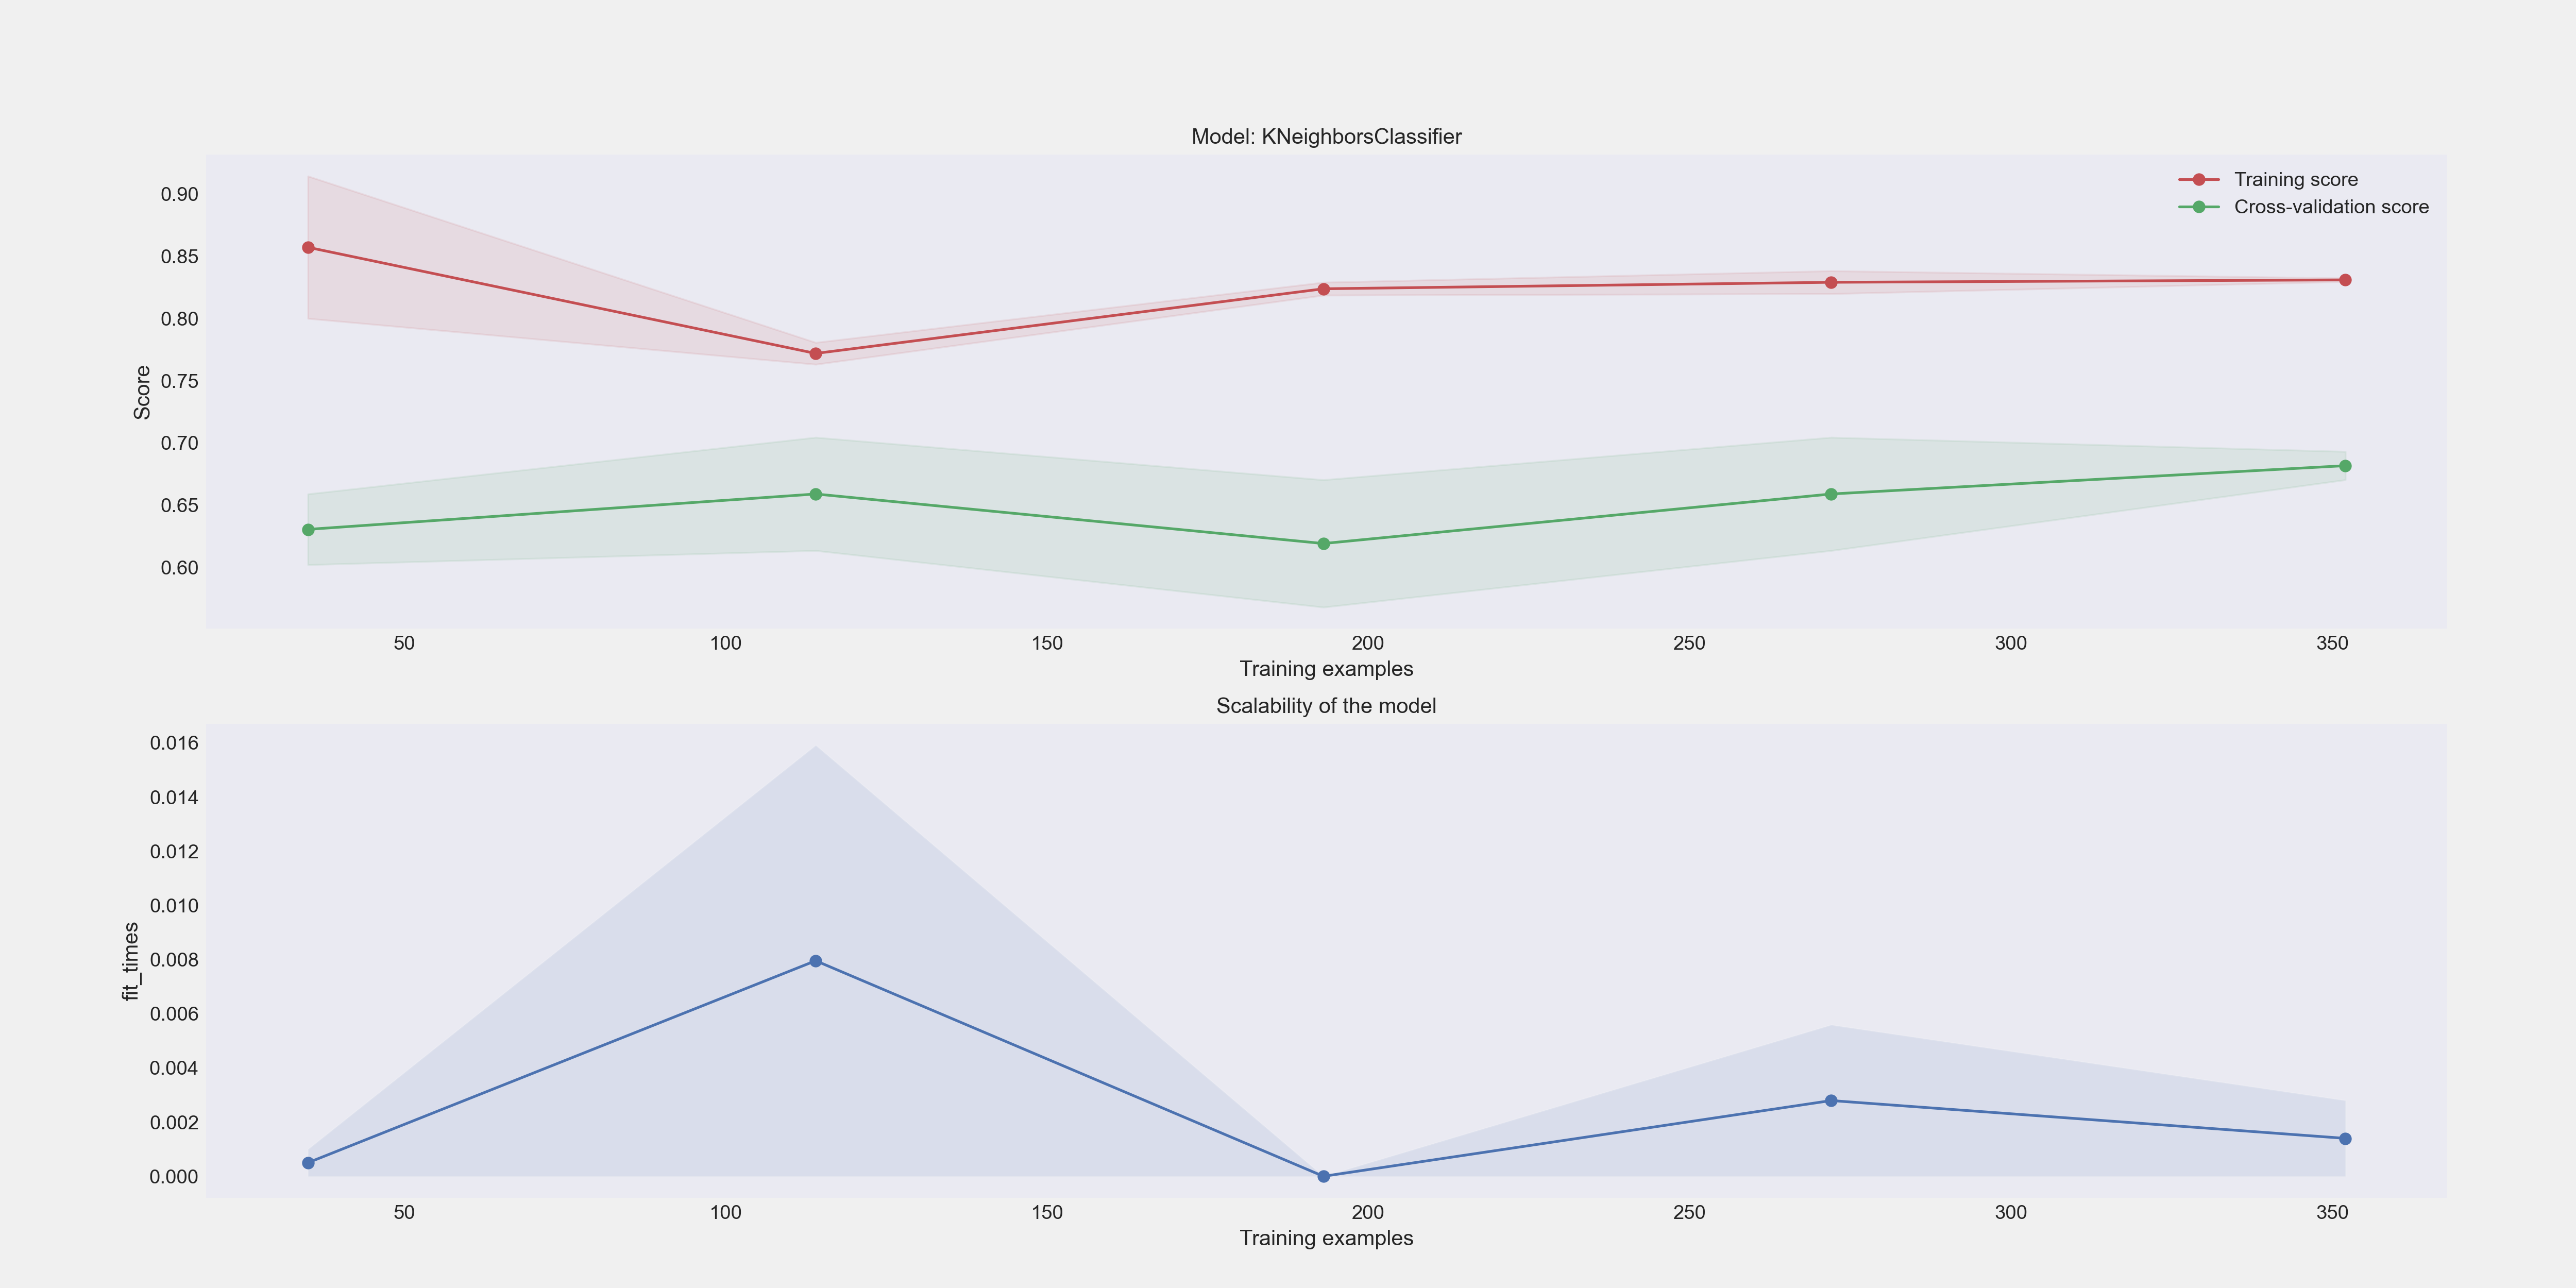 Model: KNeighborsClassifier
Training score
Cross-validation score
0.90
0.85
0.80
0.75
0.70
0.65
0.60
Score
50 100 150 200 250 300 350
Training examples
Scalability of the model
0.016
0.014
0.012
0.010
0.008
0.006
0.004
0.002
0.000
fit_times
50 100 150 200 250 300 350
Training examples